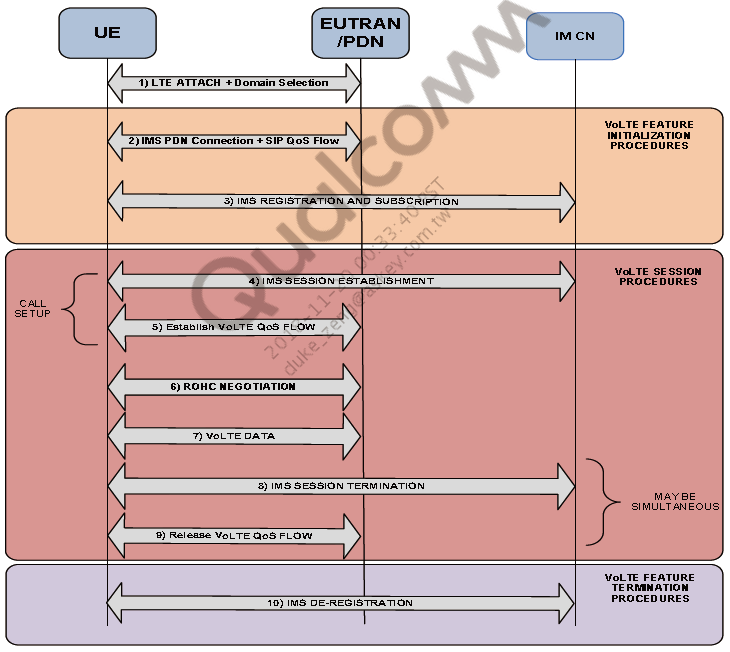 UE
EUTRAN
/PDN
IM CN
1) LTE ATTACH + Domain Selection
VoLTE FEATURE
INITIALIZATION
PROCEDURES
2) IMS PDN Connection + SIP QoS Flow
3) IMS REGISTRATION AND SUBSCRIPTION
VoLTE SESSION
PROCEDURES
4) IMS SESSION ESTABLISHMENT
CALL
SETUP
5) Establish VoLTE QoS FLOW
6) ROHC NEGOTIATION
7) VoLTE DATA
8) IMS SESSION TERMINATION
MAY BE
SIMULTANEOUS
9) Release VoLTE QoS FLOW
VoLTE FEATURE
TERMINATION
PROCEDURES
10) IMS DE-REGISTRATION
Qualcomm